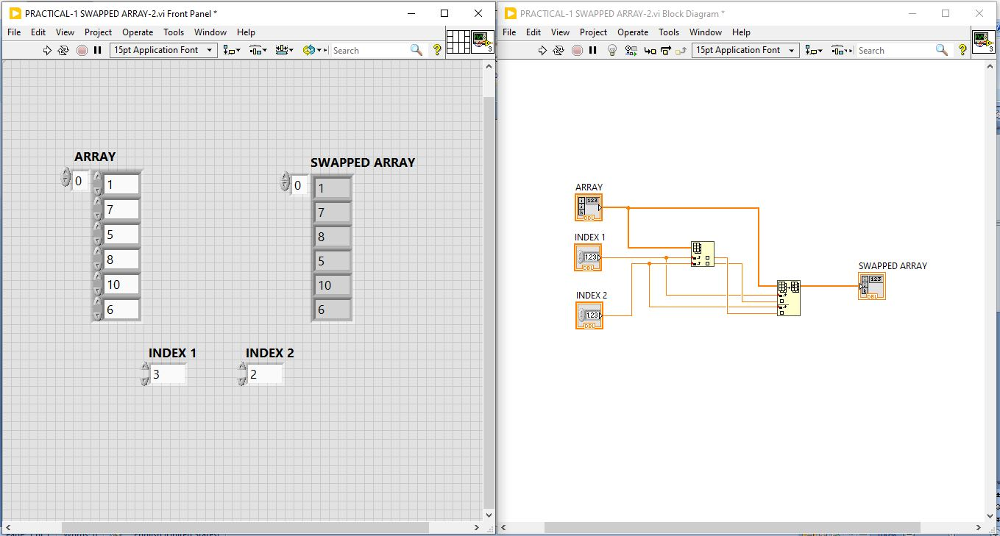 PRACTICAL-1 SWAPPED ARRAY-2.vi Front Panel *
File Edit View Project Operate Tools Window Help
15pt Application Font
Search
?
3
ARRAY
0
1
7
5
8
10
6
SWAPPED ARRAY
0
1
7
8
5
10
6
INDEX 1
3
INDEX 2
2
PRACTICAL-1 SWAPPED ARRAY-2.vi Block Diagram *
File Edit View Project Operate Tools Window Help
15pt Application Font
Search
?
3
ARRAY
123
DBL
INDEX 1
1.23
DBL
INDEX 2
1.23
DBL
SWAPPED ARRAY
123
DBL